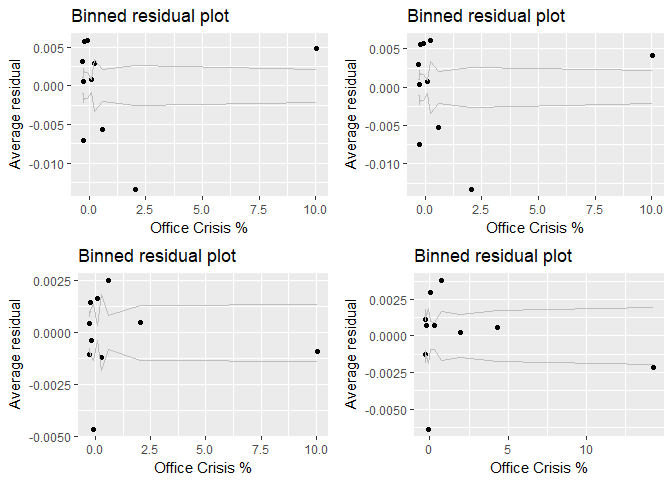 Binned residual plot
Average residual
0.005
0.000
-0.005
-0.010
0.0 2.5 5.0 7.5 10.0
Office Crisis %
Binned residual plot
Average residual
0.005
0.000
-0.005
-0.010
0.0 2.5 5.0 7.5 10.0
Office Crisis %
Binned residual plot
Average residual
0.0025
0.0000
-0.0025
-0.0050
0.0 2.5 5.0 7.5 10.0
Office Crisis %
Binned residual plot
Average residual
0.0025
0.0000
-0.0025
-0.0050
0 5 10
Office Crisis %